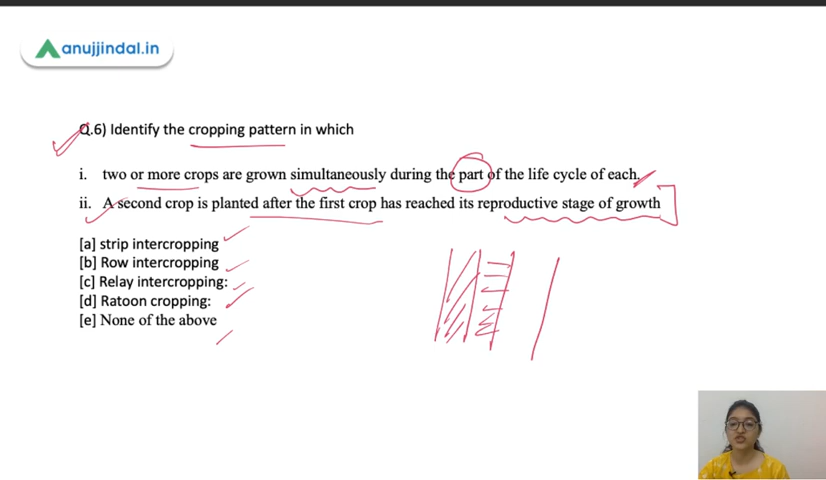 anujjindal.in
Q.6) Identify the cropping pattern in which
i. two or more crops are grown simultaneously during the part of the life cycle of each.
ii. A second crop is planted after the first crop has reached its reproductive stage of growth
[a] strip intercropping
[b] Row intercropping
[c] Relay intercropping:
[d] Ratoon cropping:
[e] None of the above